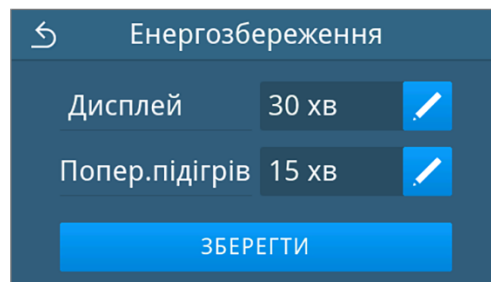 Енергозбереження
Дисплей 30 хв
Попер.підігрів 15 хв
ЗБЕРЕГТИ